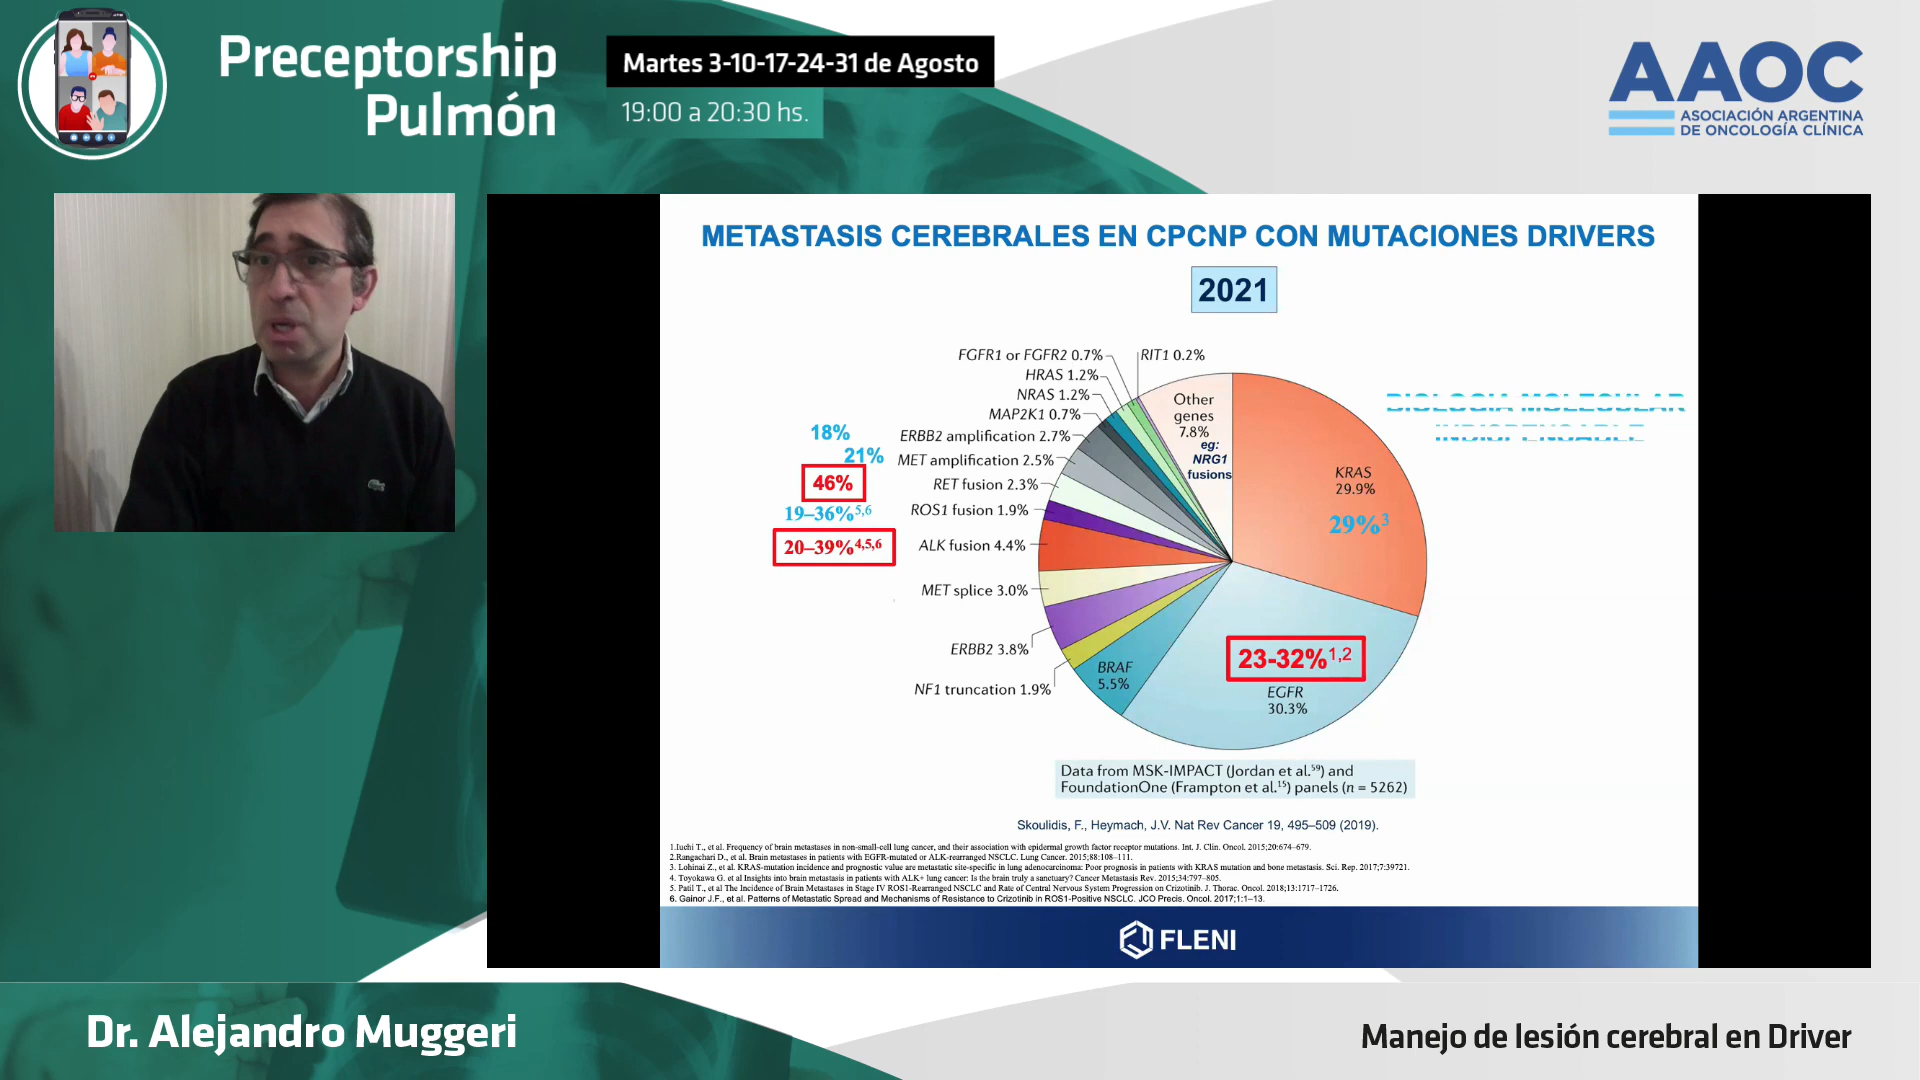 Preceptorship
Pulmón
Martes 3-10-17-24-31 de Agosto
19:00 a 20:30 hs.
AAOC
ASOCIACIÓN ARGENTINA
DE ONCOLOGÍA CLÍNICA
METASTASIS CEREBRALES EN CPCNP CON MUTACIONES DRIVERS
2021
FGFR1 or FGFR2 0.7%
RIT1 0.2%
HRAS 1.2%
NRAS 1.2%
MAP2K1 0.7%
ERBB2 amplification 2.7%
MET amplification 2.5%
RET fusion 2.3%
ROS1 fusion 1.9%
ALK fusion 4.4%
MET splice 3.0%
ERBB2 3.8%
NF1 truncation 1.9%
18%
21%
46%
19–36%5,6
20–39%4,5,6
Other
genes
7.8%
eg:
NRG1
fusions
KRAS
29.9%
29%3
BIOLOGIA MOLECULAR
INDISPENSABLE
23-32%1,2
EGFR
30.3%
BRAF
5.5%
Data from MSK-IMPACT (Jordan et al.59) and
FoundationOne (Frampton et al.15) panels (n = 5262)
Skoulidis, F., Heymach, J.V. Nat Rev Cancer 19, 495–509 (2019).
1.Iuchi T., et al. Frequency of brain metastases in non-small-cell lung cancer, and their association with epidermal growth factor receptor mutations. Int. J. Clin. Oncol. 2015;20:674–679.
2.Rangachari D., et al. Brain metastases in patients with EGFR-mutated or ALK-rearranged NSCLC. Lung Cancer. 2015;88:108–111.
3. Lohinai Z., et al. KRAS-mutation incidence and prognostic value are metastatic site-specific in lung adenocarcinoma: Poor prognosis in patients with KRAS mutation and bone metastasis. Sci. Rep. 2017;7:39721.
4. Toyokawa G. et al Insights into brain metastasis in patients with ALK+ lung cancer: Is the brain truly a sanctuary? Cancer Metastasis Rev. 2015;34:797–805.
5. Patil T., et al The Incidence of Brain Metastases in Stage IV ROS1-Rearranged NSCLC and Rate of Central Nervous System Progression on Crizotinib. J. Thorac. Oncol. 2018;13:1717–1726.
6. Gainor J.F., et al. Patterns of Metastatic Spread and Mechanisms of Resistance to Crizotinib in ROS1-Positive NSCLC. JCO Precis. Oncol. 2017;1:1–13.
FLENI
Dr. Alejandro Muggeri
Manejo de lesión cerebral en Driver